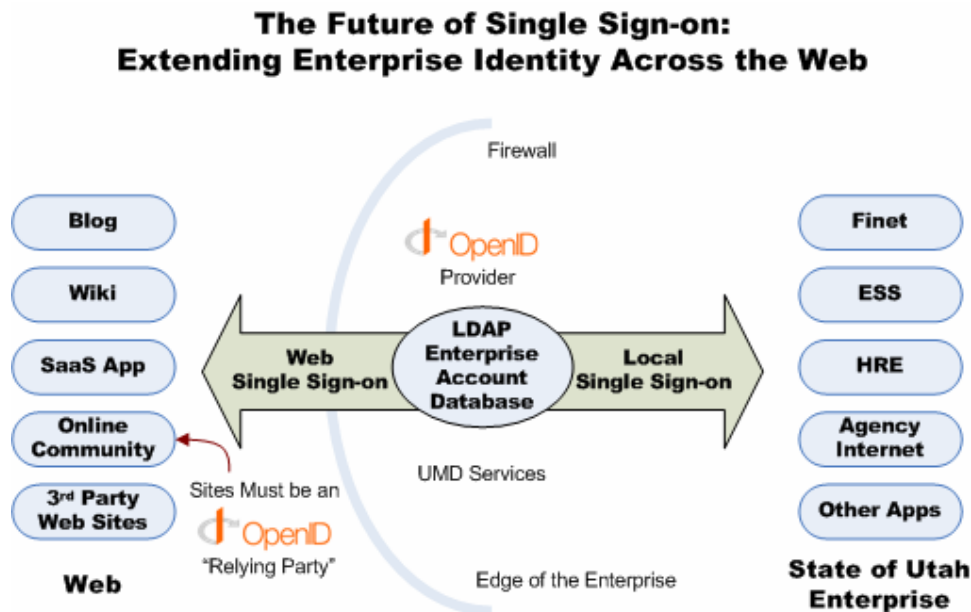 The Future of Single Sign-on:
Extending Enterprise Identity Across the Web
Firewall
OpenID
Provider
Blog
Wiki
SaaS App
Online
Community
3rd Party
Web Sites
Web
Web
Single Sign-on
LDAP
Enterprise
Account
Database
Local
Single Sign-on
UMD Services
Sites Must be an
OpenID
"Relying Party"
Edge of the Enterprise
Finet
ESS
HRE
Agency
Internet
Other Apps
State of Utah
Enterprise